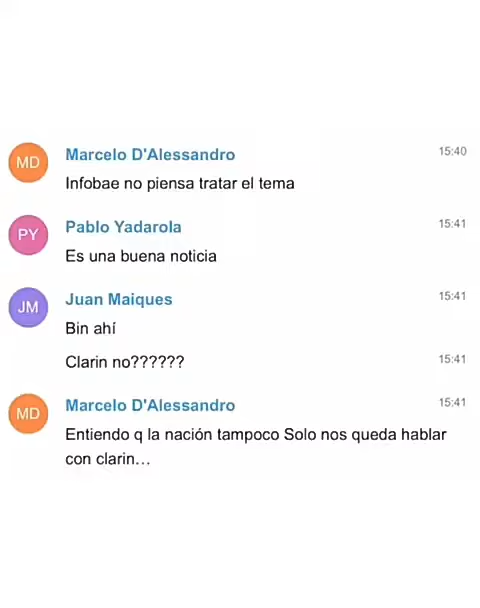 MD
Marcelo D'Alessandro
15:40
Infobae no piensa tratar el tema
PY
Pablo Yadarola
15:41
Es una buena noticia
JM
Juan Maiques
15:41
Bin ahí
Clarin no??????
15:41
MD
Marcelo D'Alessandro
15:41
Entiendo q la nación tampoco Solo nos queda hablar
con clarin...